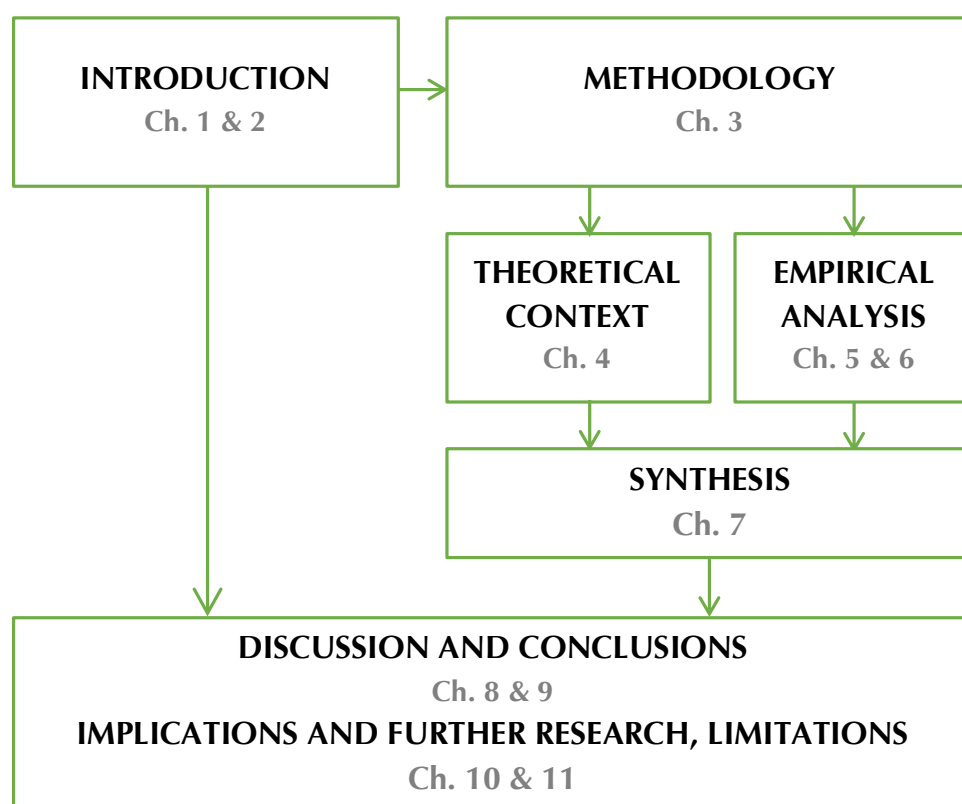 INTRODUCTION
Ch. 1 & 2
METHODOLOGY
Ch. 3
THEORETICAL
CONTEXT
Ch. 4
EMPIRICAL
ANALYSIS
Ch. 5 & 6
SYNTHESIS
Ch. 7
DISCUSSION AND CONCLUSIONS
Ch. 8 & 9
IMPLICATIONS AND FURTHER RESEARCH, LIMITATIONS
Ch. 10 & 11